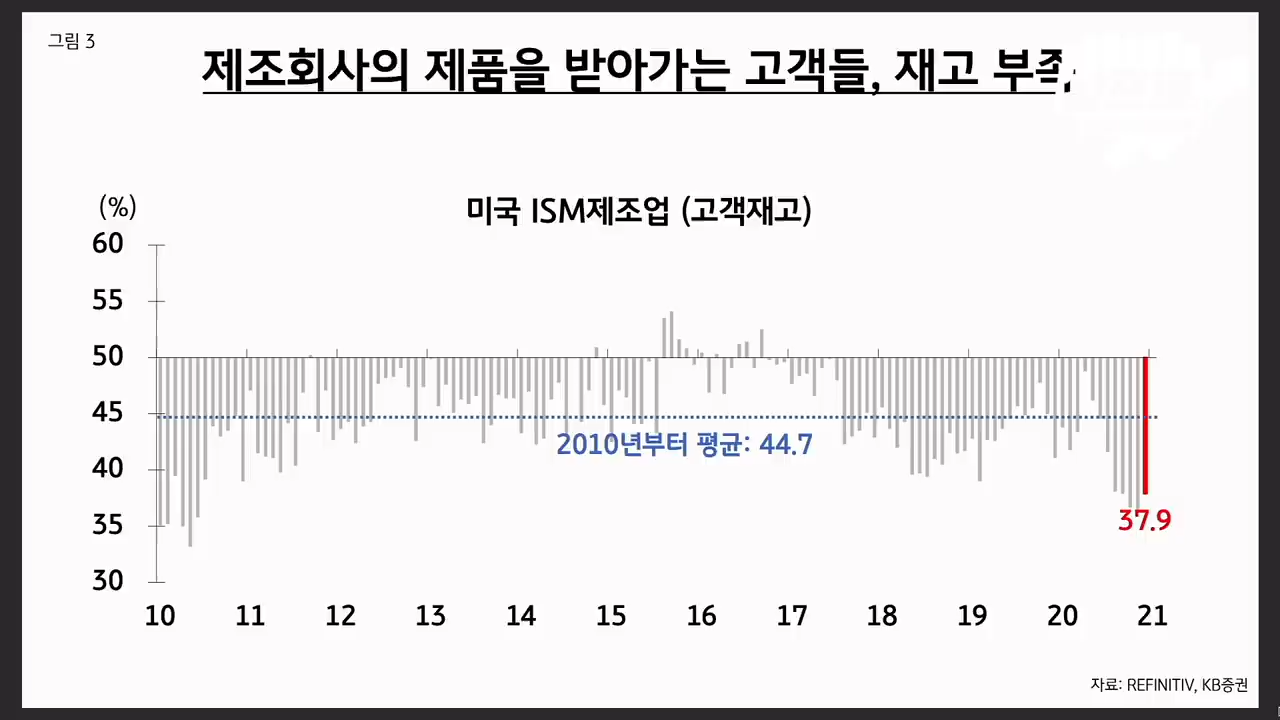 그림 3
제조회사의 제품을 받아가는 고객들, 재고
(%)
미국 ISM제조업 (고객재고)
60
55
50
45
40
35
30
2010년부터 평균: 44.7
37.9
10 11 12 13 14 15 16 17 18 19 20 21
자료: REFINITIV, KB증권